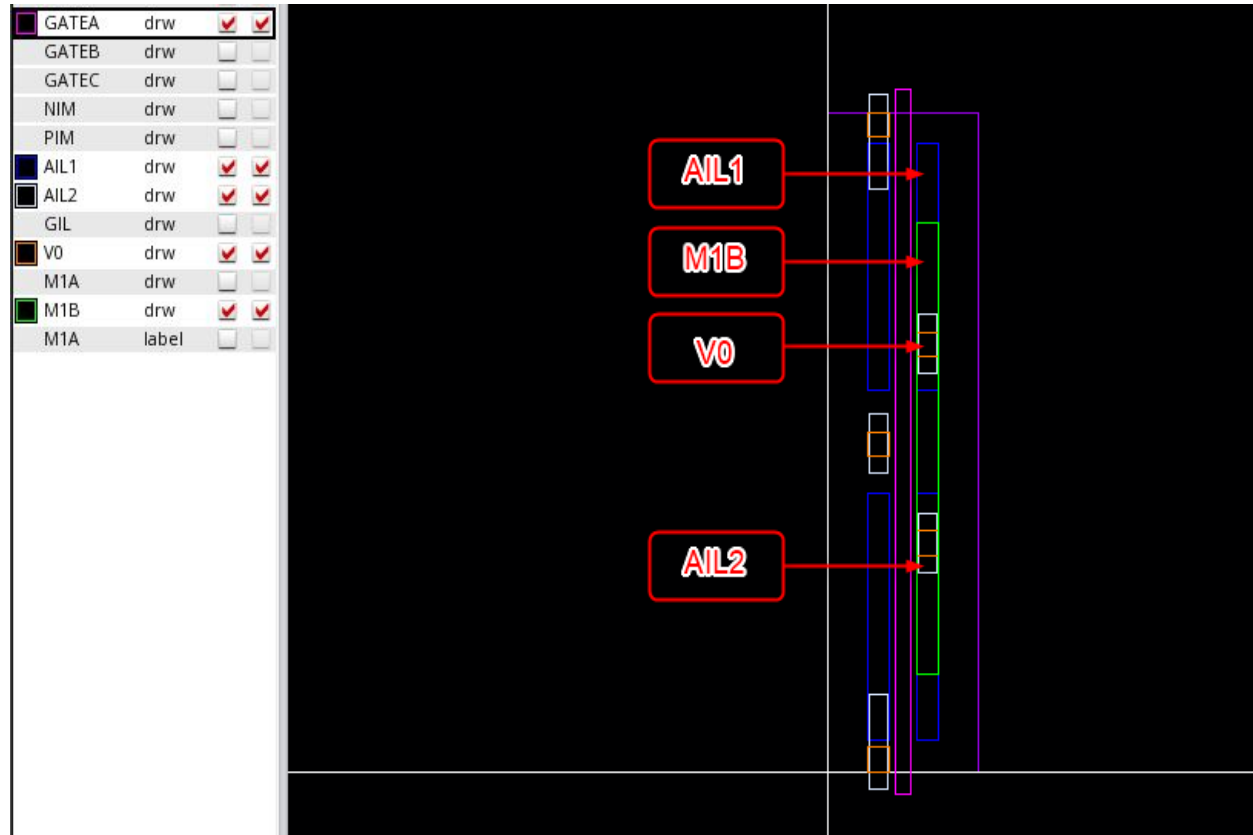 GATEA drw
GATEB drw
GATEC drw
NIM drw
PIM drw
AIL1 drw
AIL2 drw
GIL drw
V0 drw
M1A drw
M1B drw
M1A label
AIL1
M1B
V0
AIL2